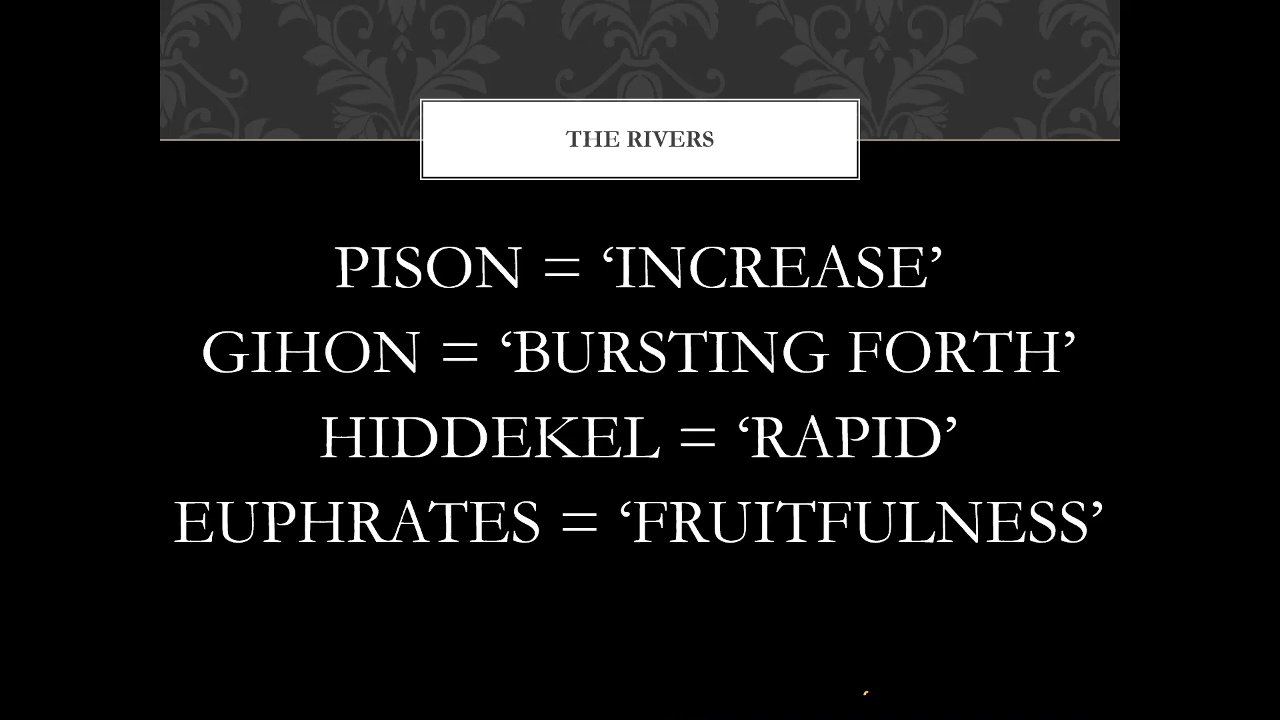 THE RIVERS
PISON = ‘INCREASE’
GIHON = ‘BURSTING FORTH’
HIDDEKEL = ‘RAPID’
EUPHRATES = ‘FRUITFULNESS’